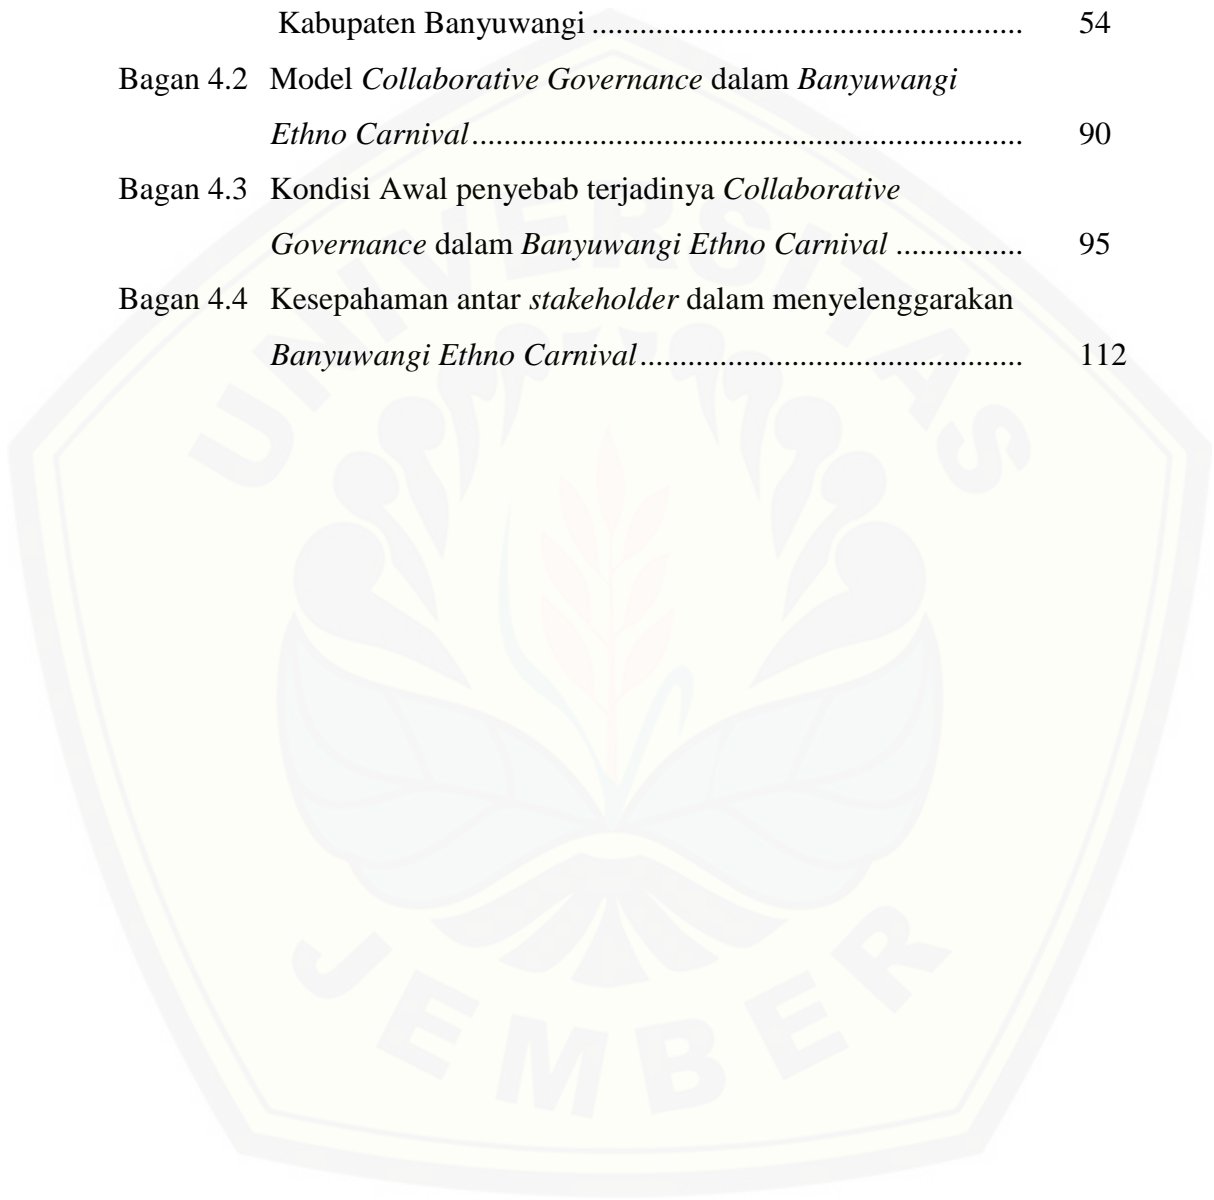 Kabupaten Banyuwangi ..................................................... 54
Bagan 4.2 Model Collaborative Governance dalam Banyuwangi
Ethno Carnival.................................................................... 90
Bagan 4.3 Kondisi Awal penyebab terjadinya Collaborative
Governance dalam Banyuwangi Ethno Carnival ................ 95
Bagan 4.4 Kesepahaman antar stakeholder dalam menyelenggarakan
Banyuwangi Ethno Carnival............................................... 112
UNIVERSITAS
JEMBER